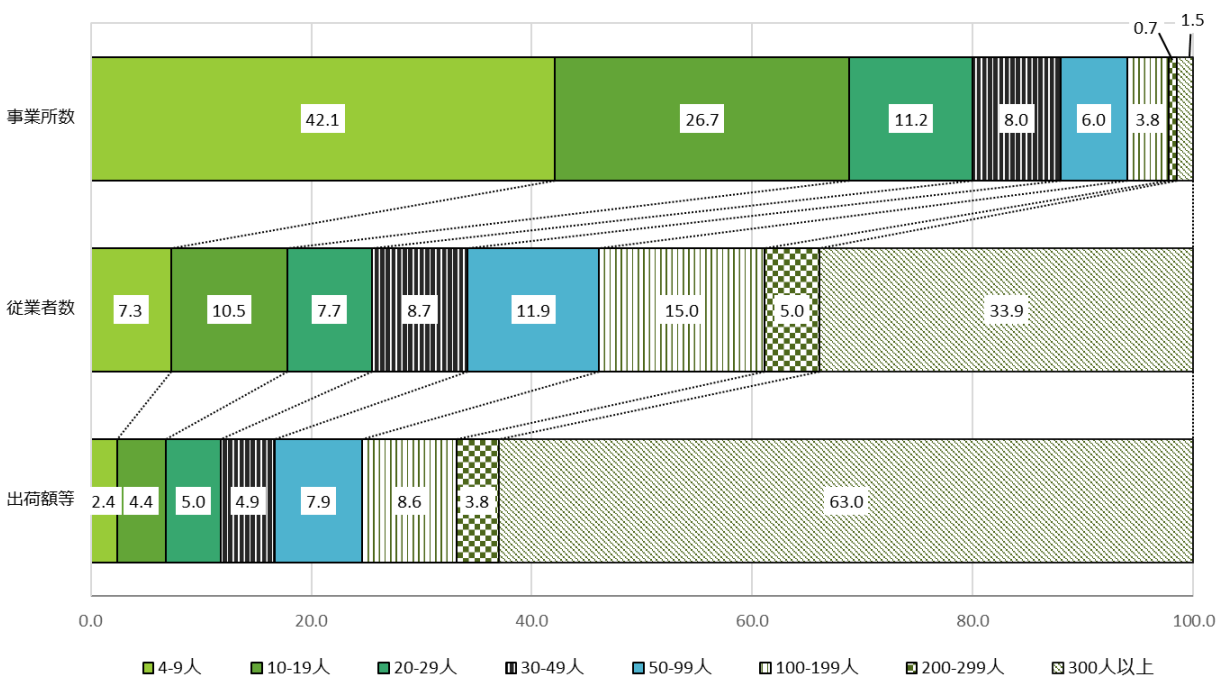 0.7 1.5
事業所数 42.1 26.7 11.2 8.0 6.0 3.8
従業者数 7.3 10.5 7.7 8.7 11.9 15.0 5.0 33.9
出荷額等 2.4 4.4 5.0 4.9 7.9 8.6 3.8 63.0
0.0 20.0 40.0 60.0 80.0 100.0
4-9人 10-19人 20-29人 30-49人 50-99人 100-199人 200-299人 300人以上